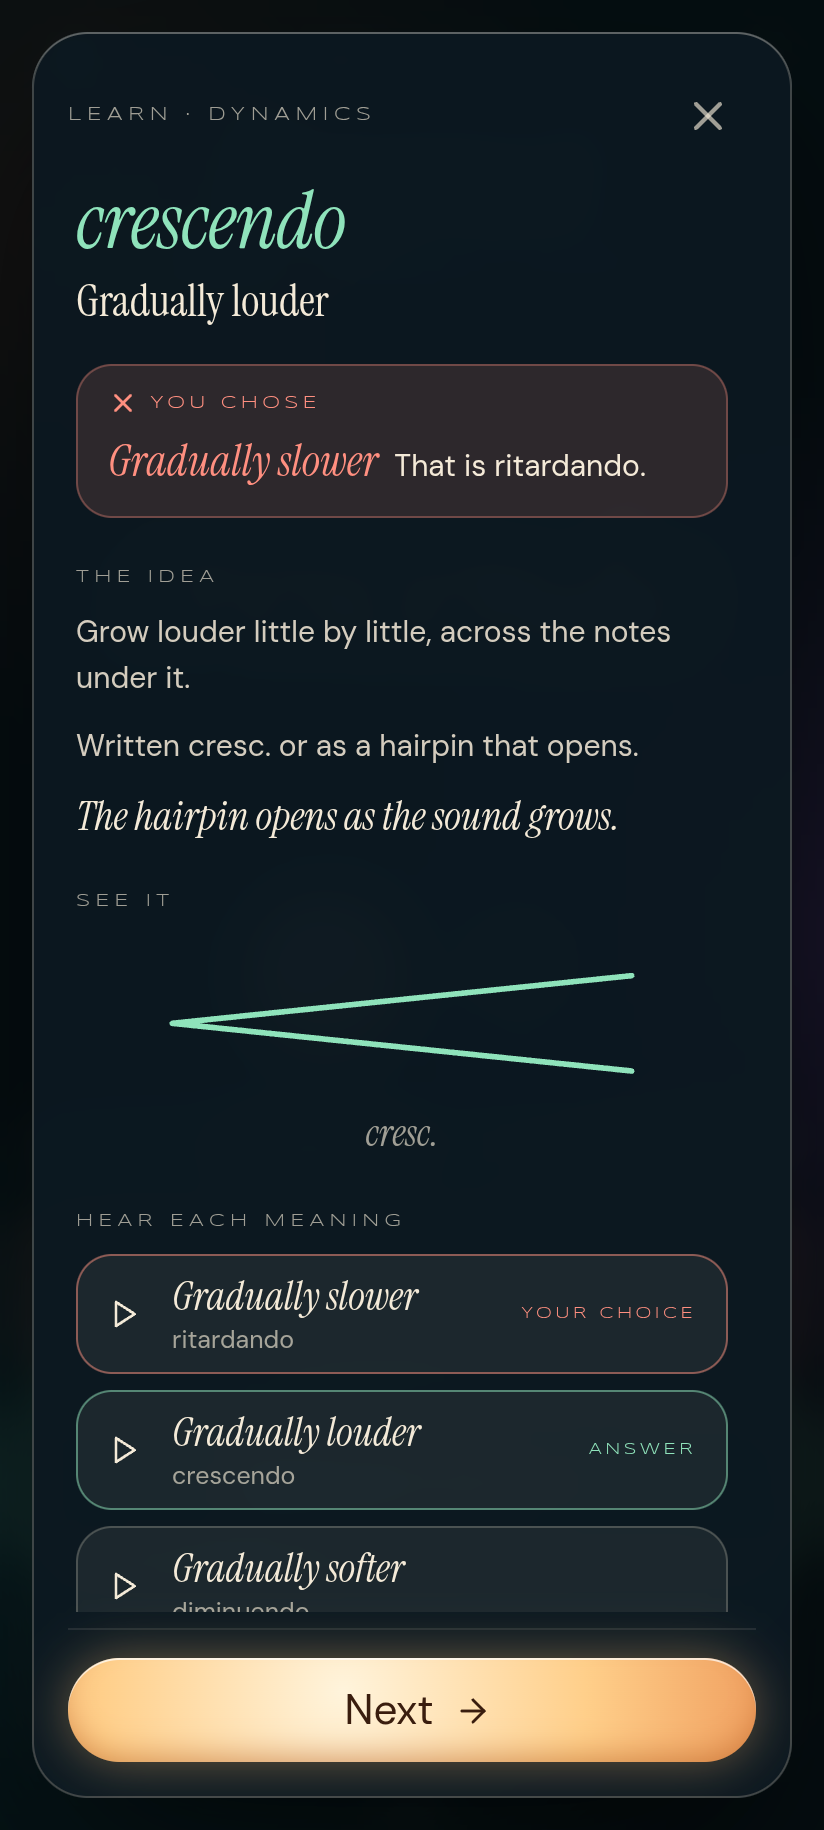 LEARN · DYNAMICS
crescendo
Gradually louder
YOU CHOSE
Gradually slower That is ritardando.
THE IDEA
Grow louder little by little, across the notes
under it.
Written cresc. or as a hairpin that opens.
The hairpin opens as the sound grows.
SEE IT
cresc.
HEAR EACH MEANING
Gradually slower
YOUR CHOICE
ritardando
Gradually louder
ANSWER
crescendo
Gradually softer
diminuendo
Next →